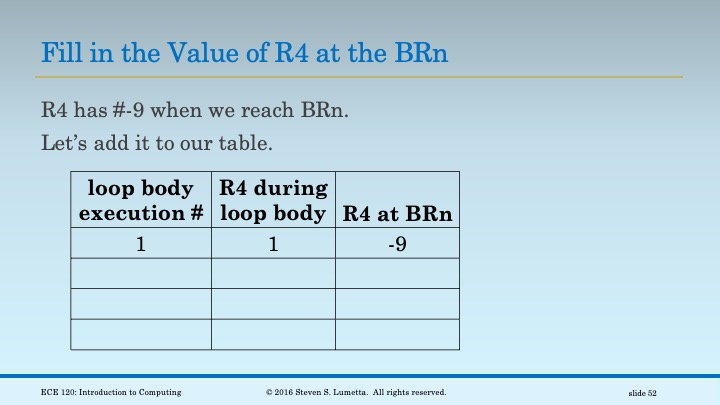 Fill in the Value of R4 at the BRn
R4 has #-9 when we reach BRn.
Let's add it to our table.
loop body execution # R4 during loop body R4 at BRn
1 1 -9
ECE 120: Introduction to Computing © 2016 Steven S. Lumetta. All rights reserved. slide 52